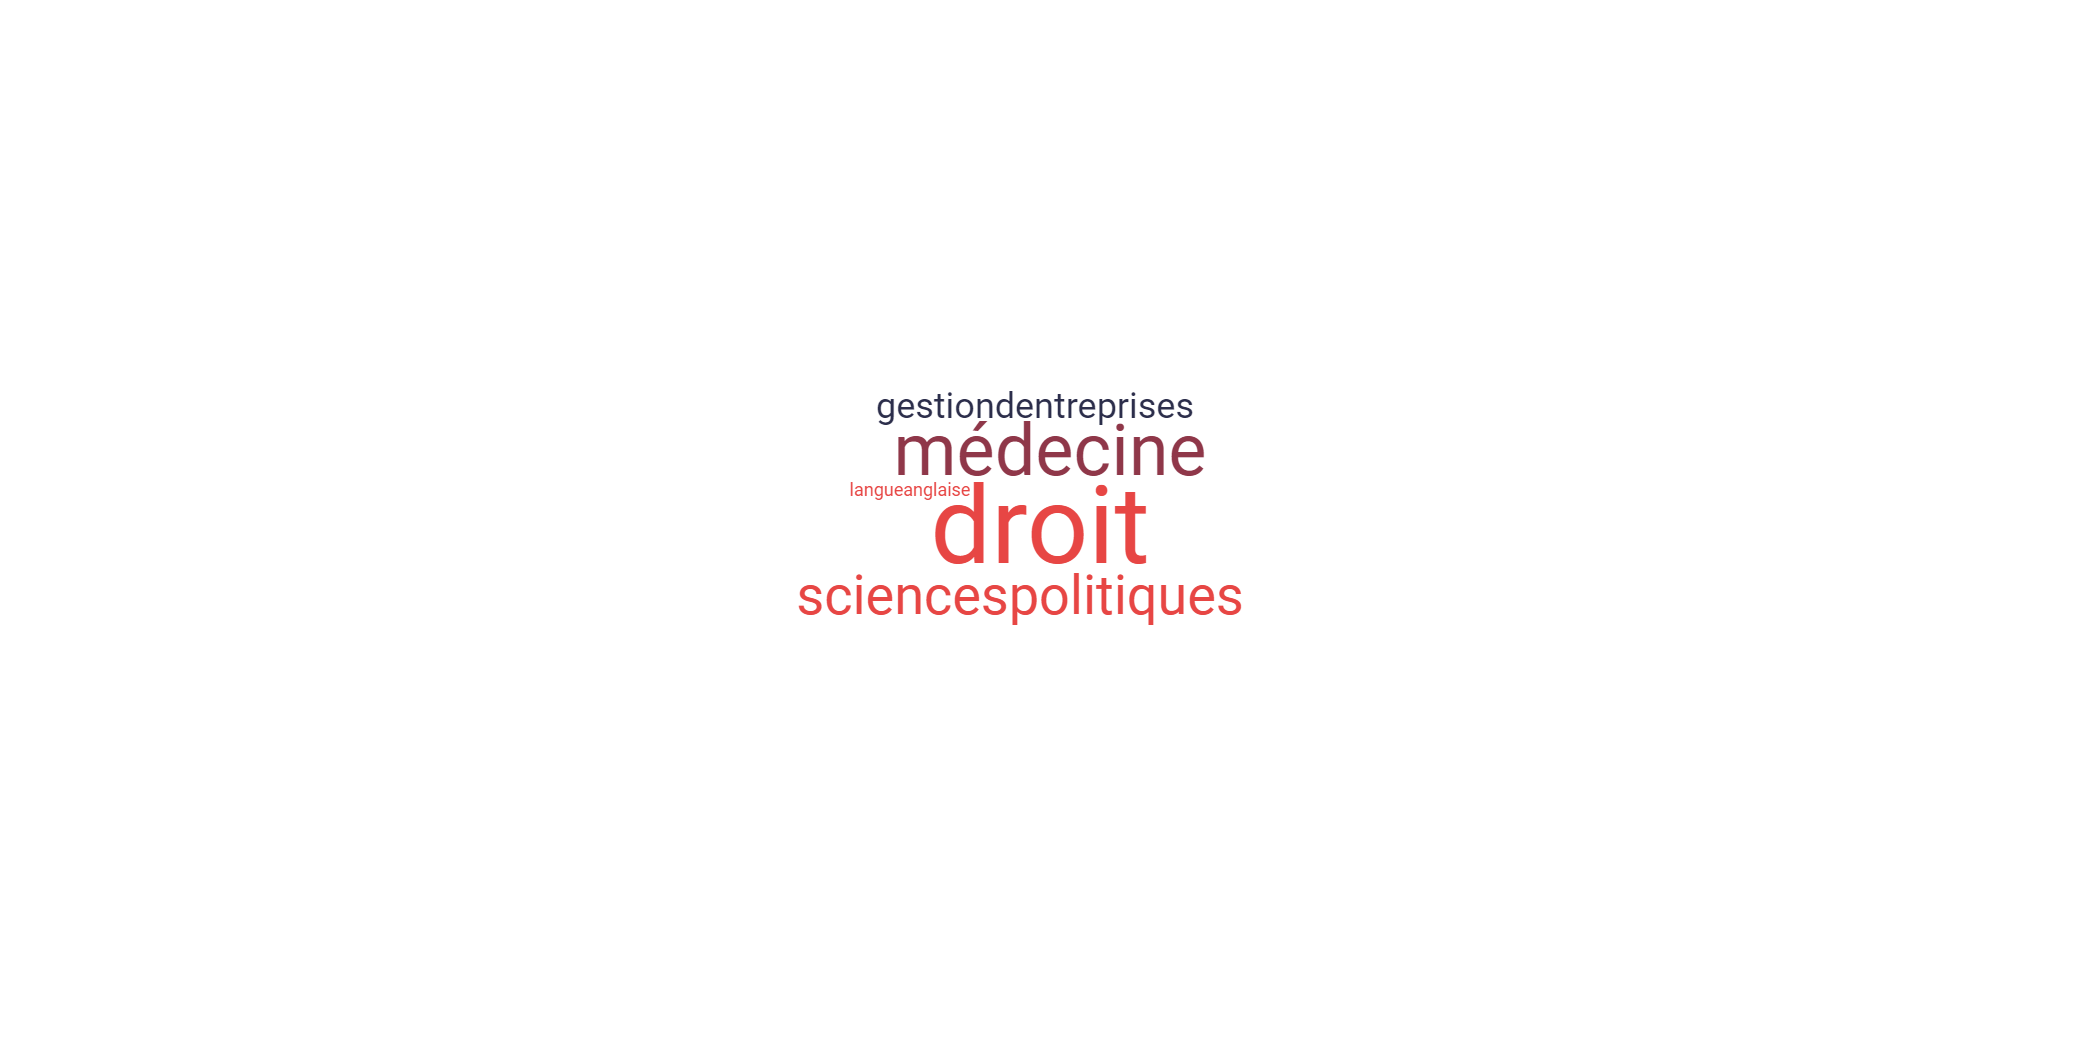 gestiondentreprises
médecine
langueanglaise
droit
sciencespolitiques